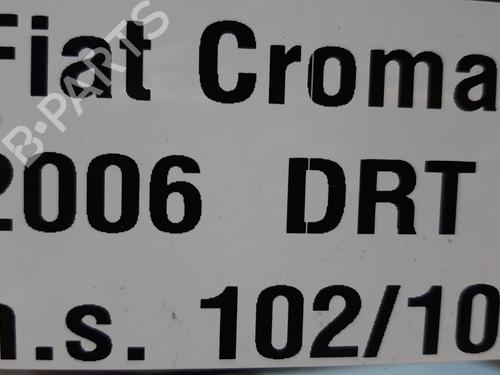 Fiat Croma
2006 DRT
n.s. 102/10
B-PARTS